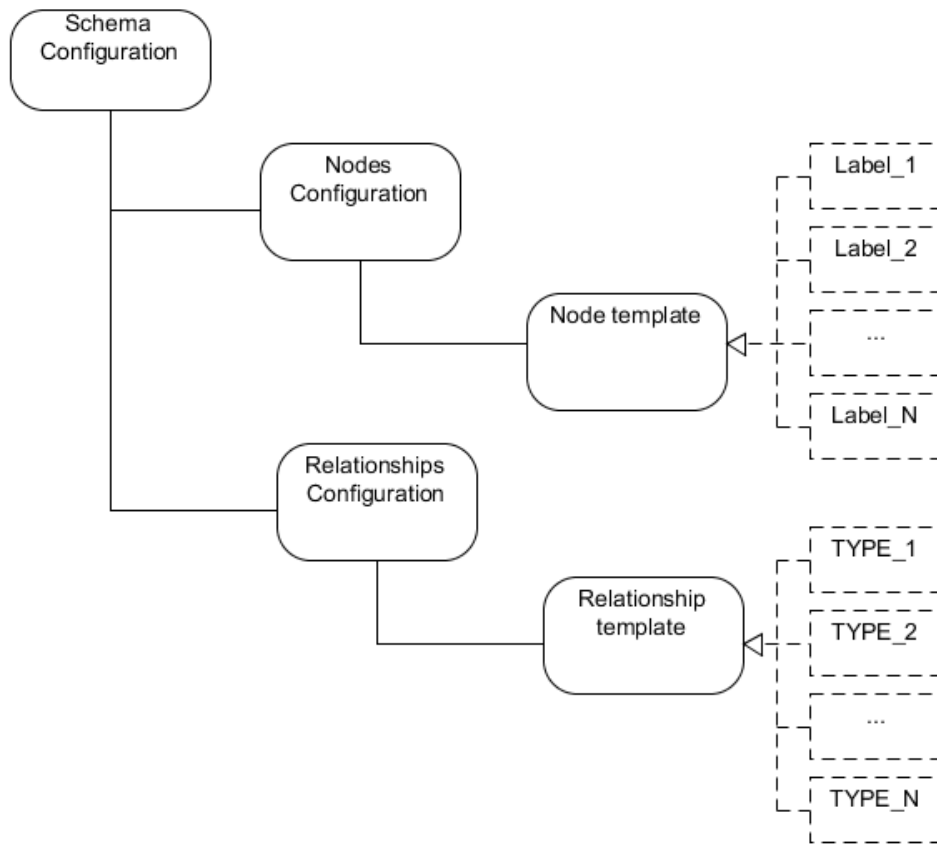 Schema
Configuration
Nodes
Configuration
Label_1
Label_2
Node template
...
Label_N
Relationships
Configuration
TYPE_1
Relationship
template
TYPE_2
...
TYPE_N